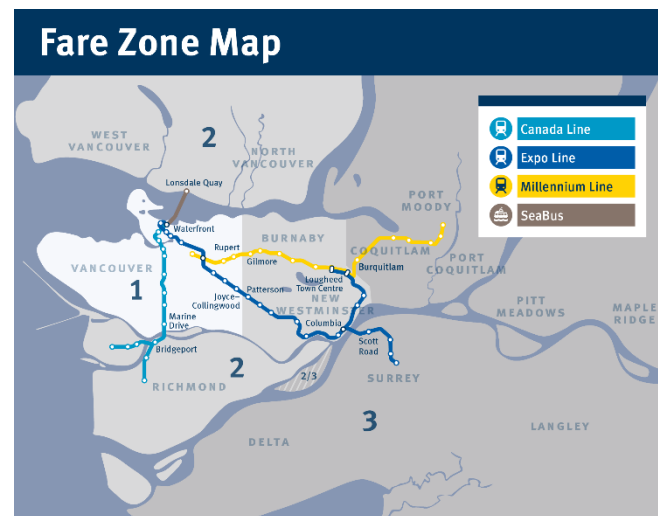 Fare Zone Map
Canada Line
Expo Line
Millennium Line
SeaBus
WEST
VANCOUVER
2
NORTH
VANCOUVER
Lonsdale Quay
PORT
MOODY
Waterfront
BURNABY
Rupert
Gilmore
COQUITLAM
Burquitlam
PORT
COQUITLAM
VANCOUVER
1
Lougheed
Town Centre
Patterson
Joyce–
Collingwood
NEW
WESTMINSTER
PITT
MEADOWS
MAPLE
RIDGE
Marine
Drive
Columbia
Scott
Road
Bridgeport
2
RICHMOND
2/3
SURREY
3
DELTA
LANGLEY